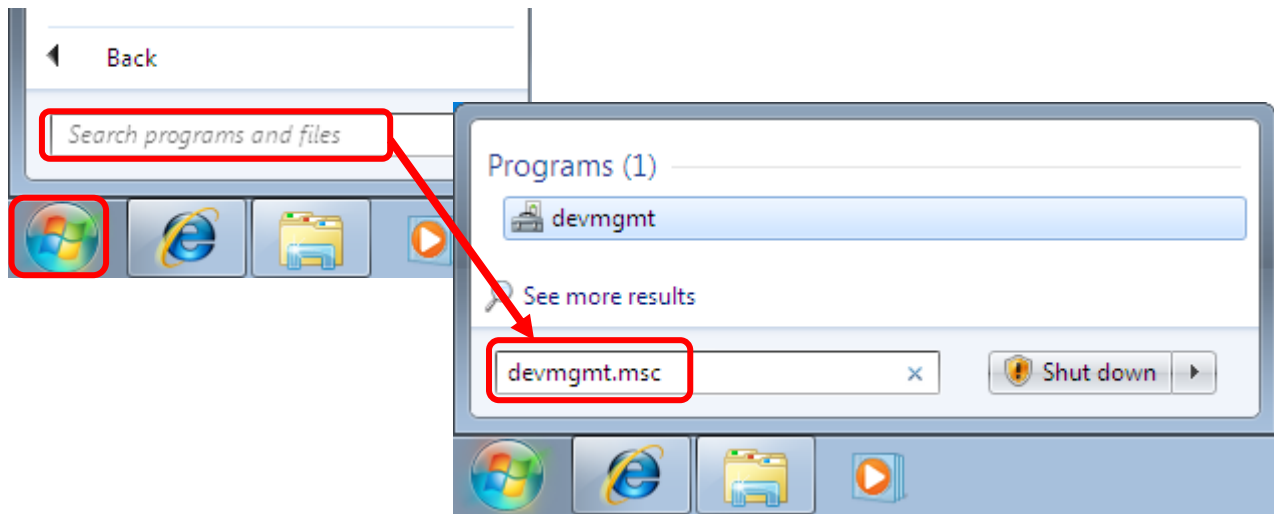 Back
Search programs and files
Programs (1)
devmgmt
See more results
devmgmt.msc
Shut down